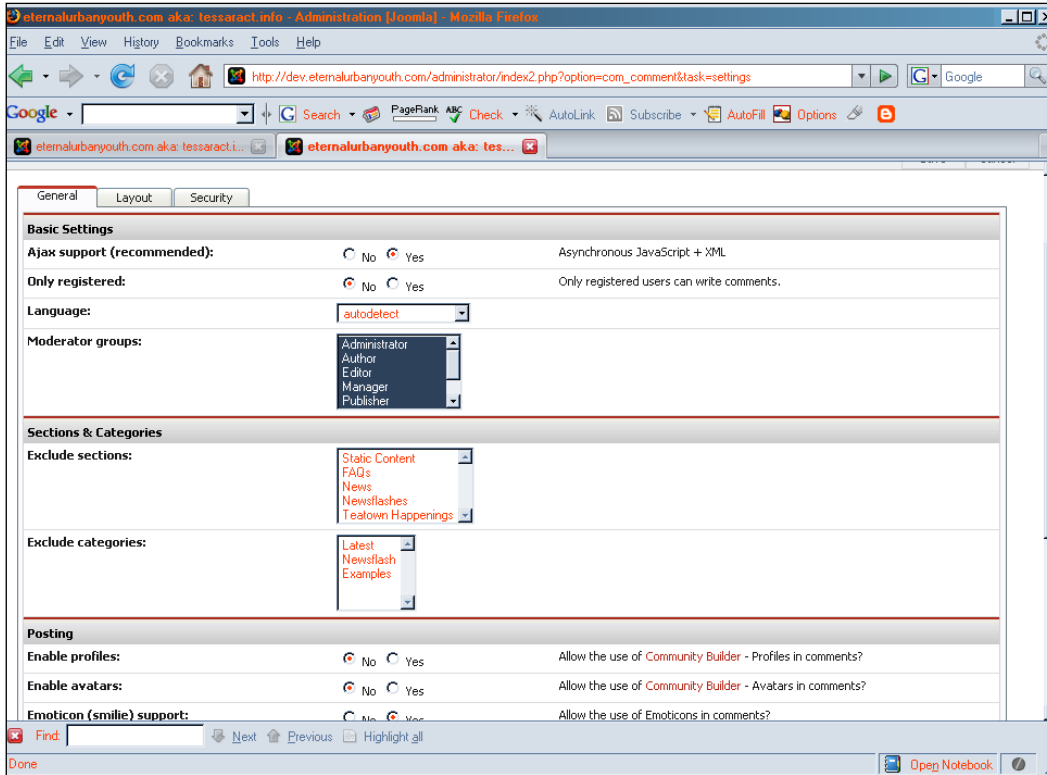 eternalurbanyouth.com aka: tessaract.info - Administration [Joomla] - Mozilla Firefox
File Edit View History Bookmarks Tools Help
http://dev.eternalurbanyouth.com/administrator/index2.php?option=com_comment&task=settings G Google
Google G Search PageRank ABC Check AutoLink Subscribe AutoFill Options
eternalurbanyouth.com aka: tessaract.i... eternalurbanyouth.com aka: tes...
General Layout Security
Basic Settings
Ajax support (recommended): No Yes Asynchronous JavaScript + XML
Only registered: No Yes Only registered users can write comments.
Language: autodetect
Moderator groups: Administrator
Author
Editor
Manager
Publisher
Sections & Categories
Exclude sections: Static Content
FAQs
News
Newsflashes
Teatown Happenings
Exclude categories: Latest
Newsflash
Examples
Posting
Enable profiles: No Yes Allow the use of Community Builder - Profiles in comments?
Enable avatars: No Yes Allow the use of Community Builder - Avatars in comments?
Emoticon (smilie) support: No Yes Allow the use of Emoticons in comments?
Find: Next Previous Highlight all
Done Open Notebook